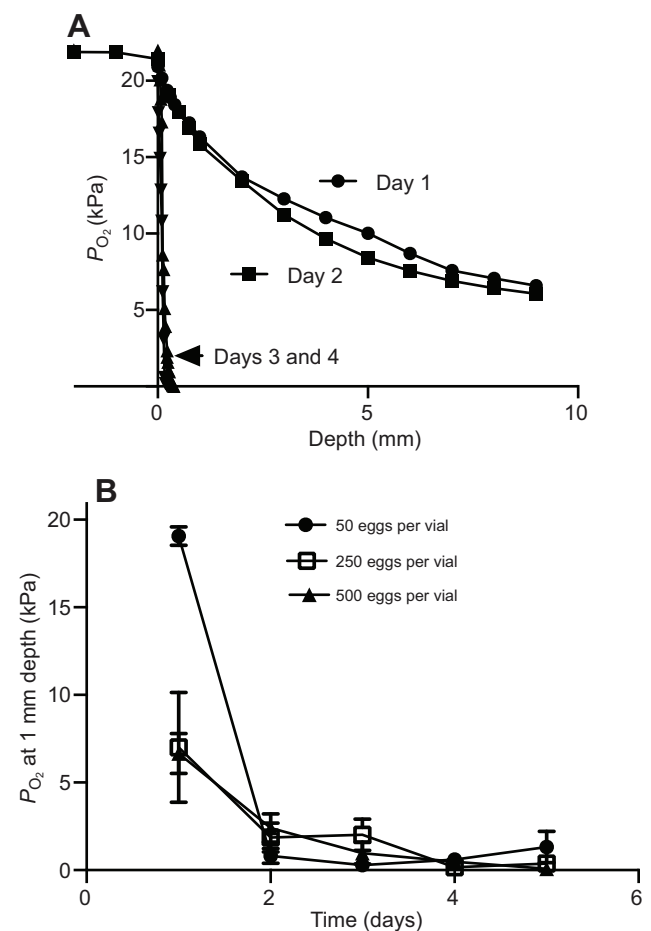 A
20
15
10
5
P O2 (kPa)
Day 1
Day 2
Days 3 and 4
0 5 10
Depth (mm)
B
20
15
10
5
0
P O2 at 1 mm depth (kPa)
50 eggs per vial
250 eggs per vial
500 eggs per vial
0 2 4 6
Time (days)